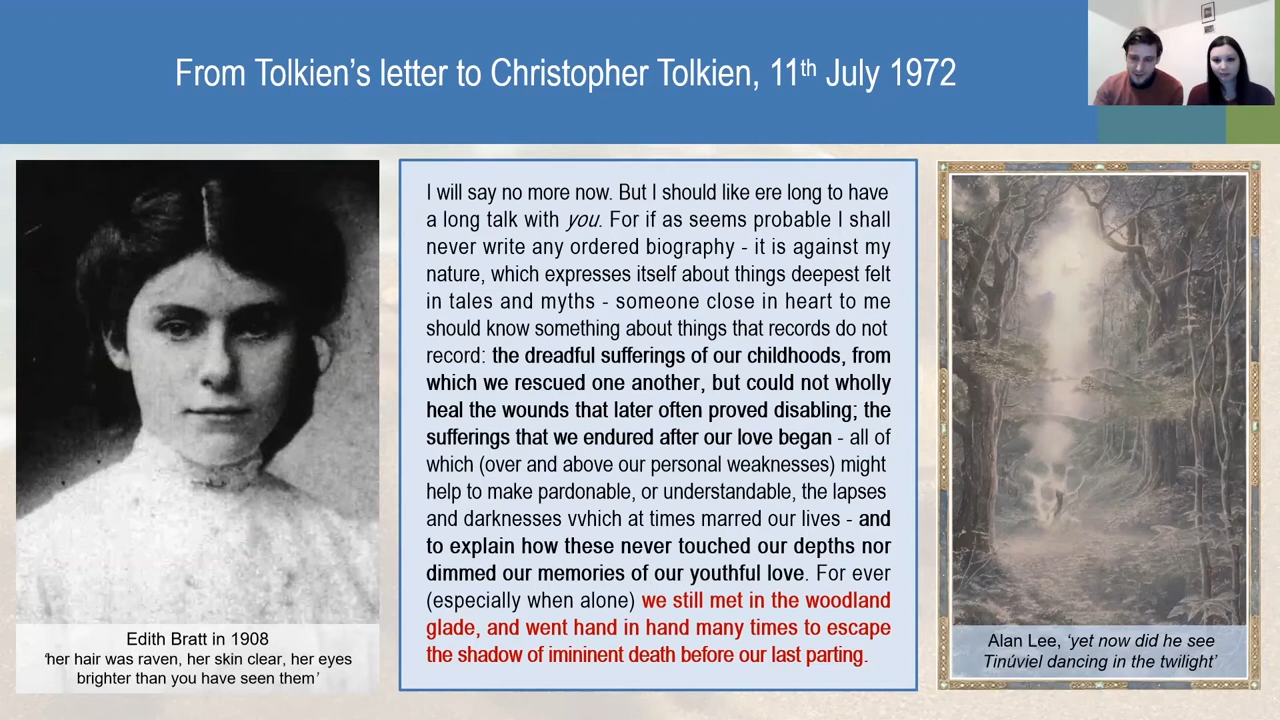 From Tolkien’s letter to Christopher Tolkien, 11th July 1972
I will say no more now. But I should like ere long to have
a long talk with you. For if as seems probable I shall
never write any ordered biography - it is against my
nature, which expresses itself about things deepest felt
in tales and myths - someone close in heart to me
should know something about things that records do not
record: the dreadful sufferings of our childhoods, from
which we rescued one another, but could not wholly
heal the wounds that later often proved disabling; the
sufferings that we endured after our love began - all of
which (over and above our personal weaknesses) might
help to make pardonable, or understandable, the lapses
and darknesses vvhich at times marred our lives - and
to explain how these never touched our depths nor
dimmed our memories of our youthful love. For ever
(especially when alone) we still met in the woodland
glade, and went hand in hand many times to escape
the shadow of imininent death before our last parting.
Edith Bratt in 1908
‘her hair was raven, her skin clear, her eyes
brighter than you have seen them’
Alan Lee, ‘yet now did he see
Tinúviel dancing in the twilight’